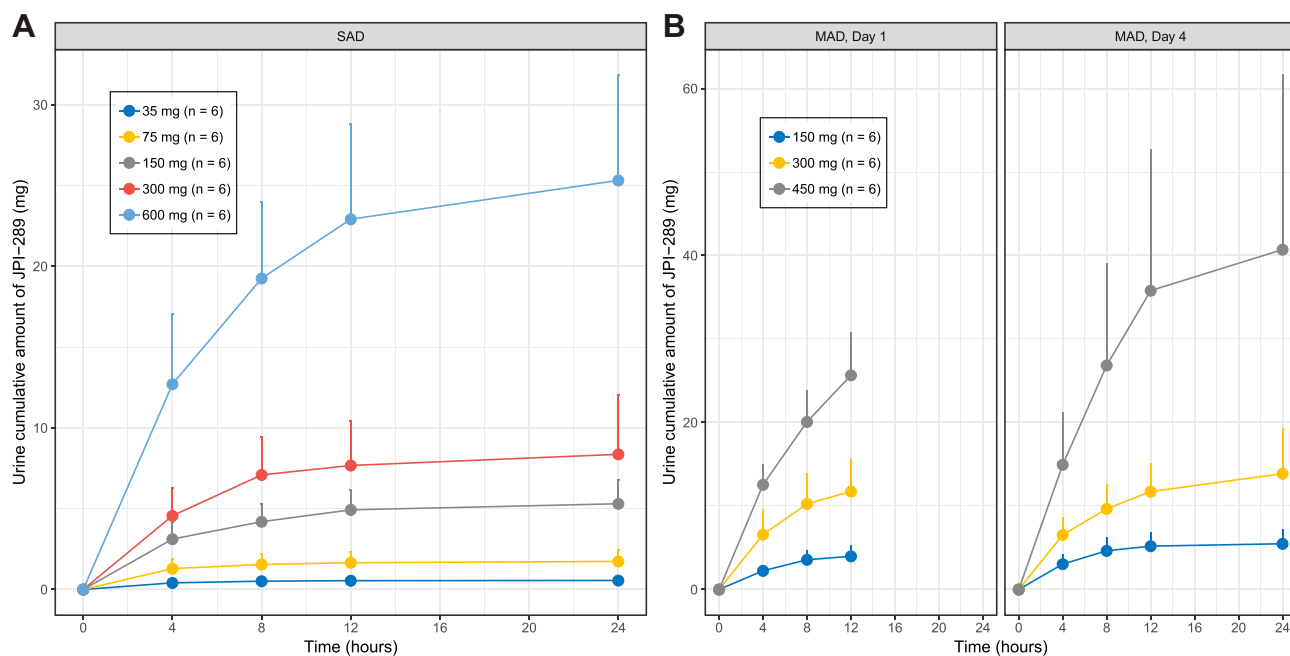 A
SAD
Urine cumulative amount of JPI−289 (mg)
30
20
10
0
35 mg (n = 6)
75 mg (n = 6)
150 mg (n = 6)
300 mg (n = 6)
600 mg (n = 6)
0 4 8 12 24
Time (hours)
B
MAD, Day 1
MAD, Day 4
Urine cumulative amount of JPI−289 (mg)
60
40
20
0
150 mg (n = 6)
300 mg (n = 6)
450 mg (n = 6)
0 4 8 12 16 20 24
0 4 8 12 16 20 24
Time (hours)